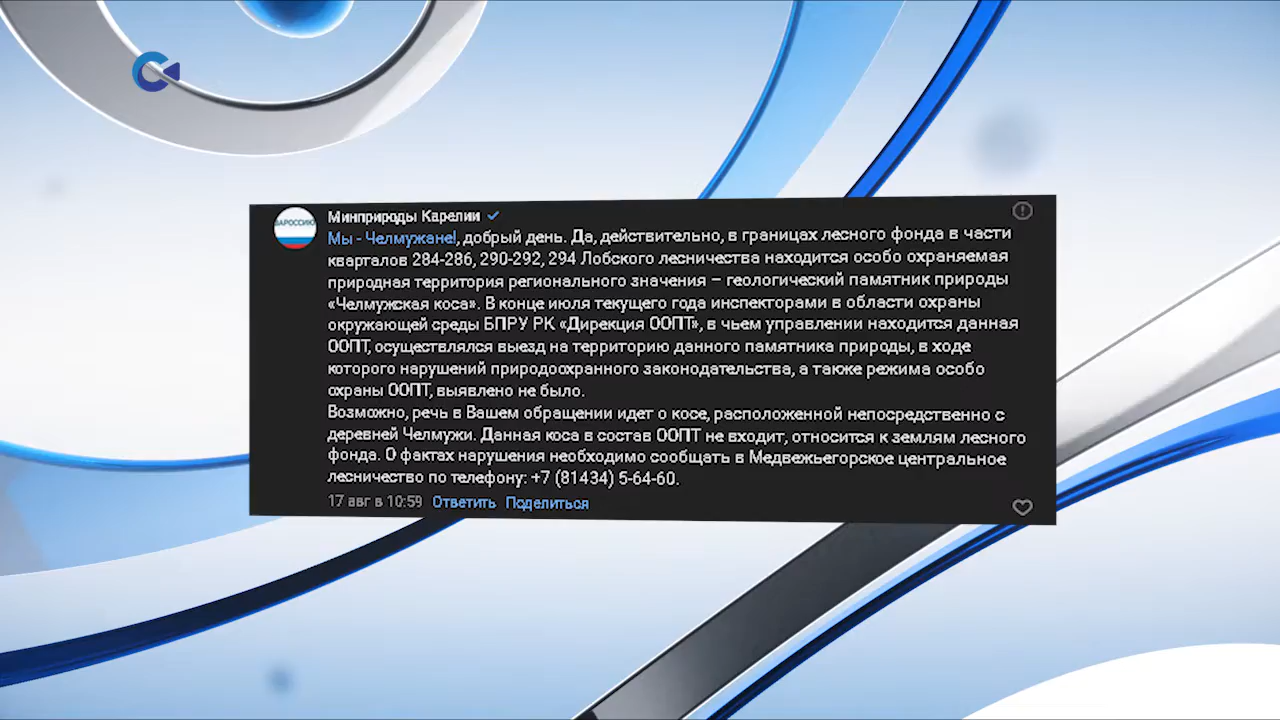 ЗАРОССИЮ
Минприроды Карелии
Мы - Челмужане!, добрый день. Да, действительно, в границах лесного фонда в части
кварталов 284-286, 290-292, 294 Лобского лесничества находится особо охраняемая
природная территория регионального значения – геологический памятник природы
«Челмужская коса». В конце июля текущего года инспекторами в области охраны
окружающей среды БПРУ РК «Дирекция ООПТ», в чьем управлении находится данная
ООПТ, осуществлялся выезд на территорию данного памятника природы, в ходе
которого нарушений природоохранного законодательства, а также режима особо
охраны ООПТ, выявлено не было.
Возможно, речь в Вашем обращении идет о косе, расположенной непосредственно с
деревней Челмужи. Данная коса в состав ООПТ не входит, относится к землям лесного
фонда. О фактах нарушения необходимо сообщать в Медвежьегорское центральное
лесничество по телефону: +7 (81434) 5-64-60.
17 авг в 10:59 Ответить Поделиться